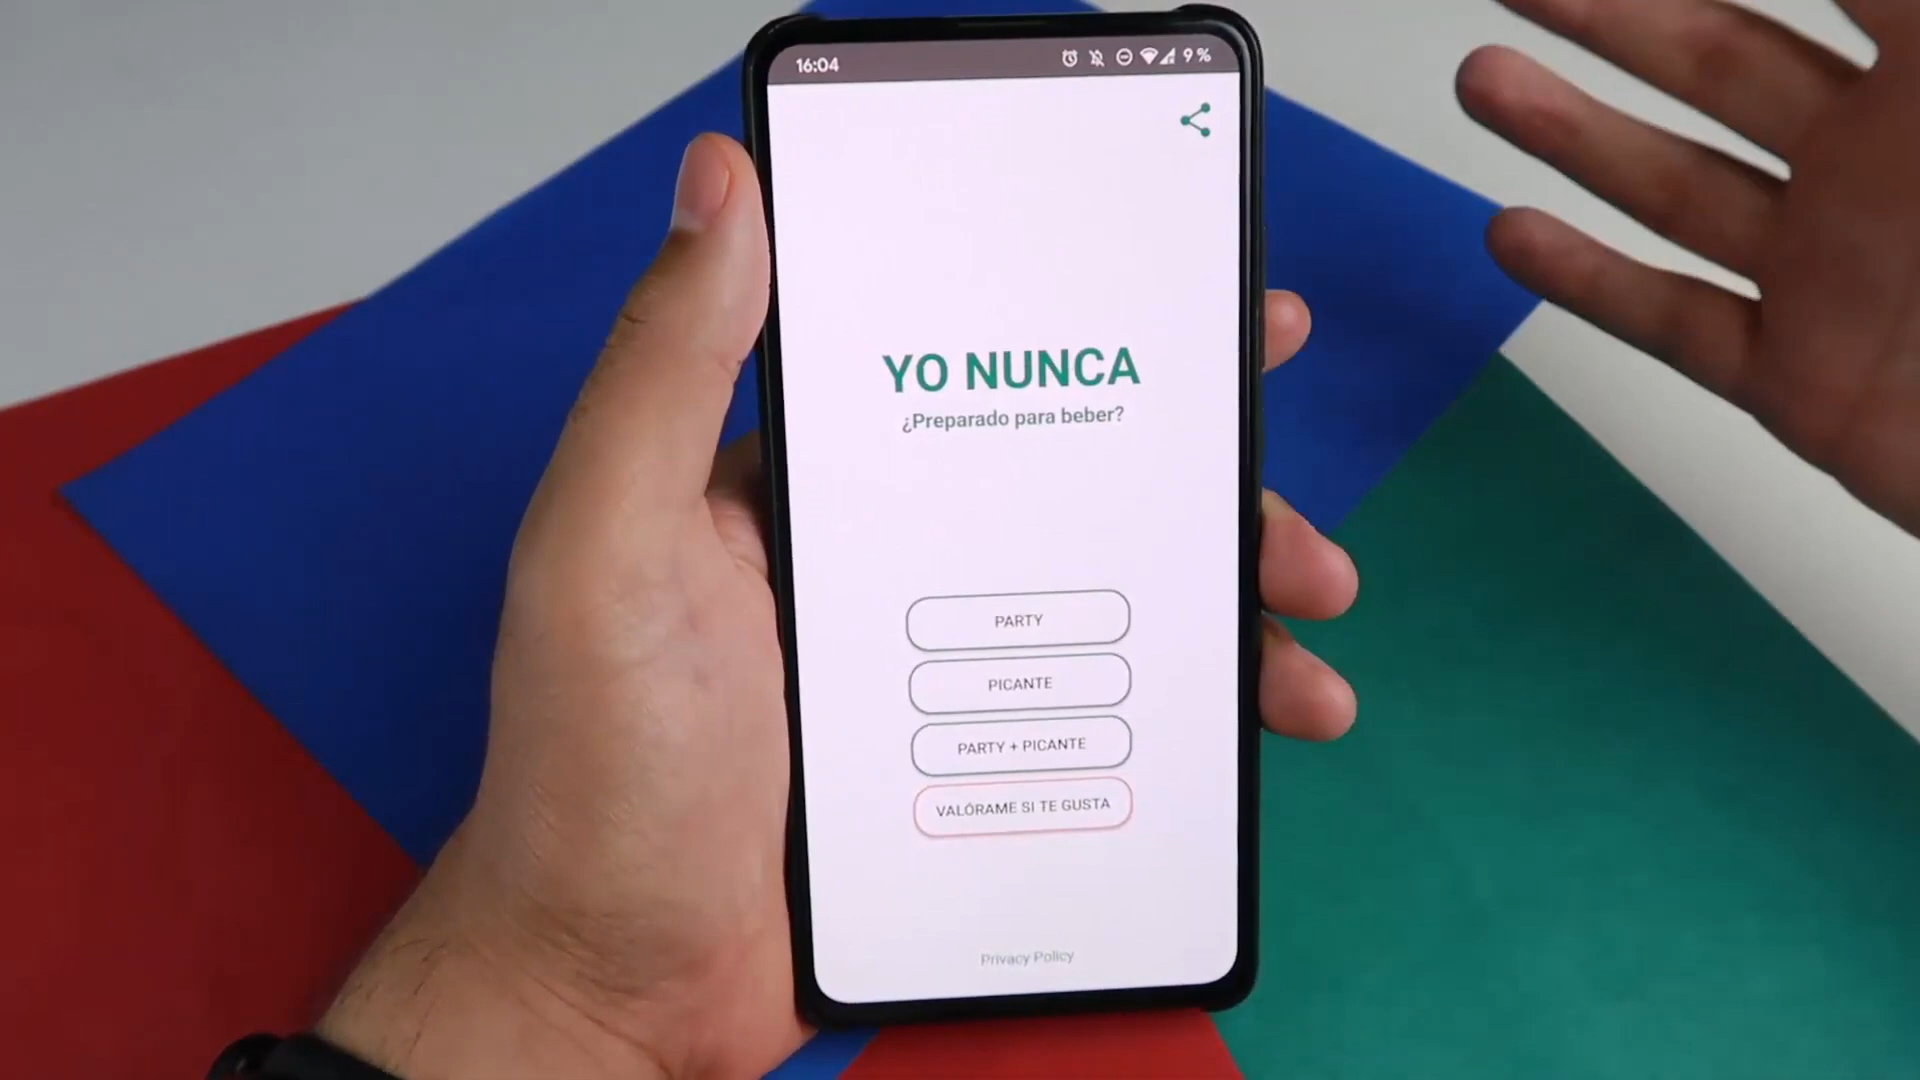 16:04
9 %
YO NUNCA
¿Preparado para beber?
PARTY
PICANTE
PARTY + PICANTE
VALÓRAME SI TE GUSTA
Privacy Policy